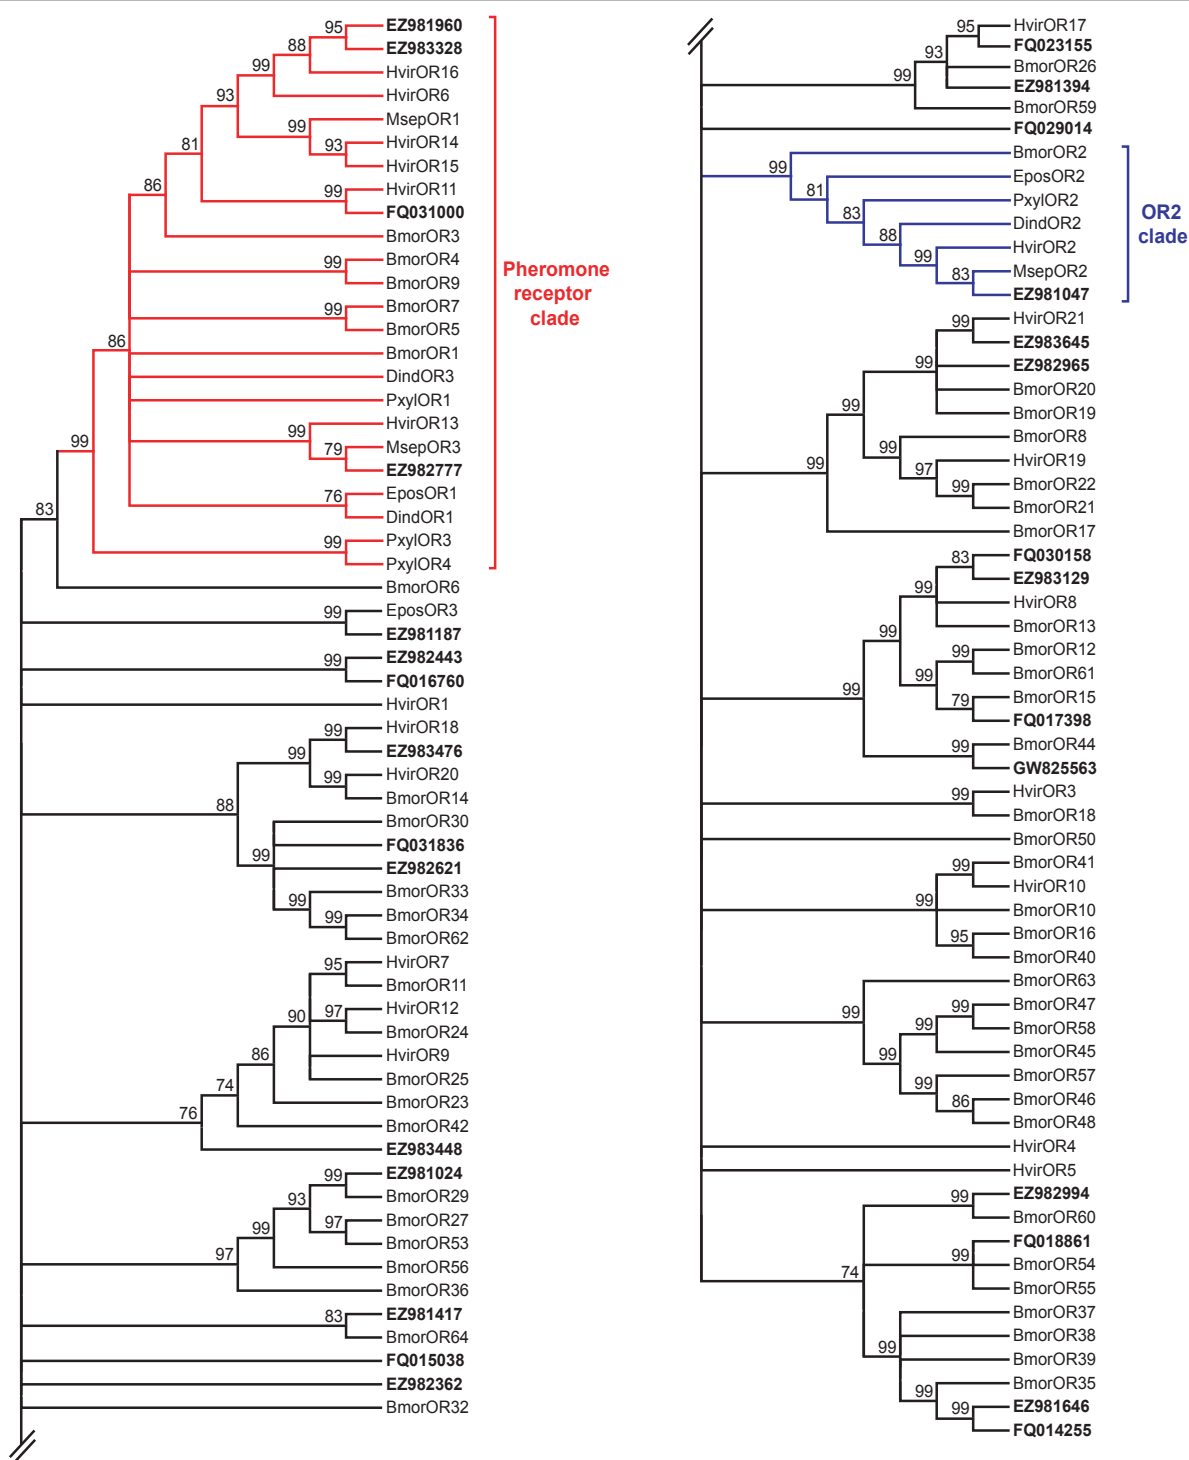 95 EZ981960
EZ983328
88
HvirOR16
99
HvirOR6
93
MsepOR1
99
HvirOR14
93
HvirOR15
81
HvirOR11
99
FQ031000
86
BmorOR3
BmorOR4
99
BmorOR9
BmorOR7
99
BmorOR5
86
BmorOR1
DindOR3
PxylOR1
HvirOR13
99
MsepOR3
79
EZ982777
99
EposOR1
76
DindOR1
PxylOR3
99
PxylOR4
83
BmorOR6
Pheromone
receptor
clade
EposOR3
99
EZ981187
EZ982443
99
FQ016760
HvirOR1
HvirOR18
99
EZ983476
99
HvirOR20
99
BmorOR14
88
BmorOR30
FQ031836
99
EZ982621
BmorOR33
99
BmorOR34
99
BmorOR62
HvirOR7
95
BmorOR11
HvirOR12
97
90
BmorOR24
HvirOR9
86
BmorOR25
74
BmorOR23
76
BmorOR42
EZ983448
EZ981024
99
BmorOR29
93
BmorOR27
97
BmorOR53
99
BmorOR56
97
BmorOR36
EZ981417
83
BmorOR64
FQ015038
EZ982362
BmorOR32
HvirOR17
95
FQ023155
93
BmorOR26
99
EZ981394
BmorOR59
FQ029014
BmorOR2
99
EposOR2
81
PxylOR2
83
DindOR2
88
HvirOR2
99
MsepOR2
83
EZ981047
OR2
clade
HvirOR21
99
EZ983645
99
EZ982965
BmorOR20
99
BmorOR19
BmorOR8
99
HvirOR19
97
99
BmorOR22
99
BmorOR21
BmorOR17
FQ030158
83
EZ983129
99
HvirOR8
99
BmorOR13
BmorOR12
99
BmorOR61
99
BmorOR15
79
FQ017398
99
BmorOR44
99
GW825563
HvirOR3
99
BmorOR18
BmorOR50
BmorOR41
99
HvirOR10
99
BmorOR10
BmorOR16
95
BmorOR40
BmorOR63
99
BmorOR47
99
BmorOR58
99
BmorOR45
99
BmorOR57
99
BmorOR46
86
BmorOR48
HvirOR4
HvirOR5
EZ982994
99
BmorOR60
FQ018861
99
BmorOR54
74
BmorOR55
BmorOR37
BmorOR38
99
BmorOR39
BmorOR35
99
EZ981646
99
FQ014255